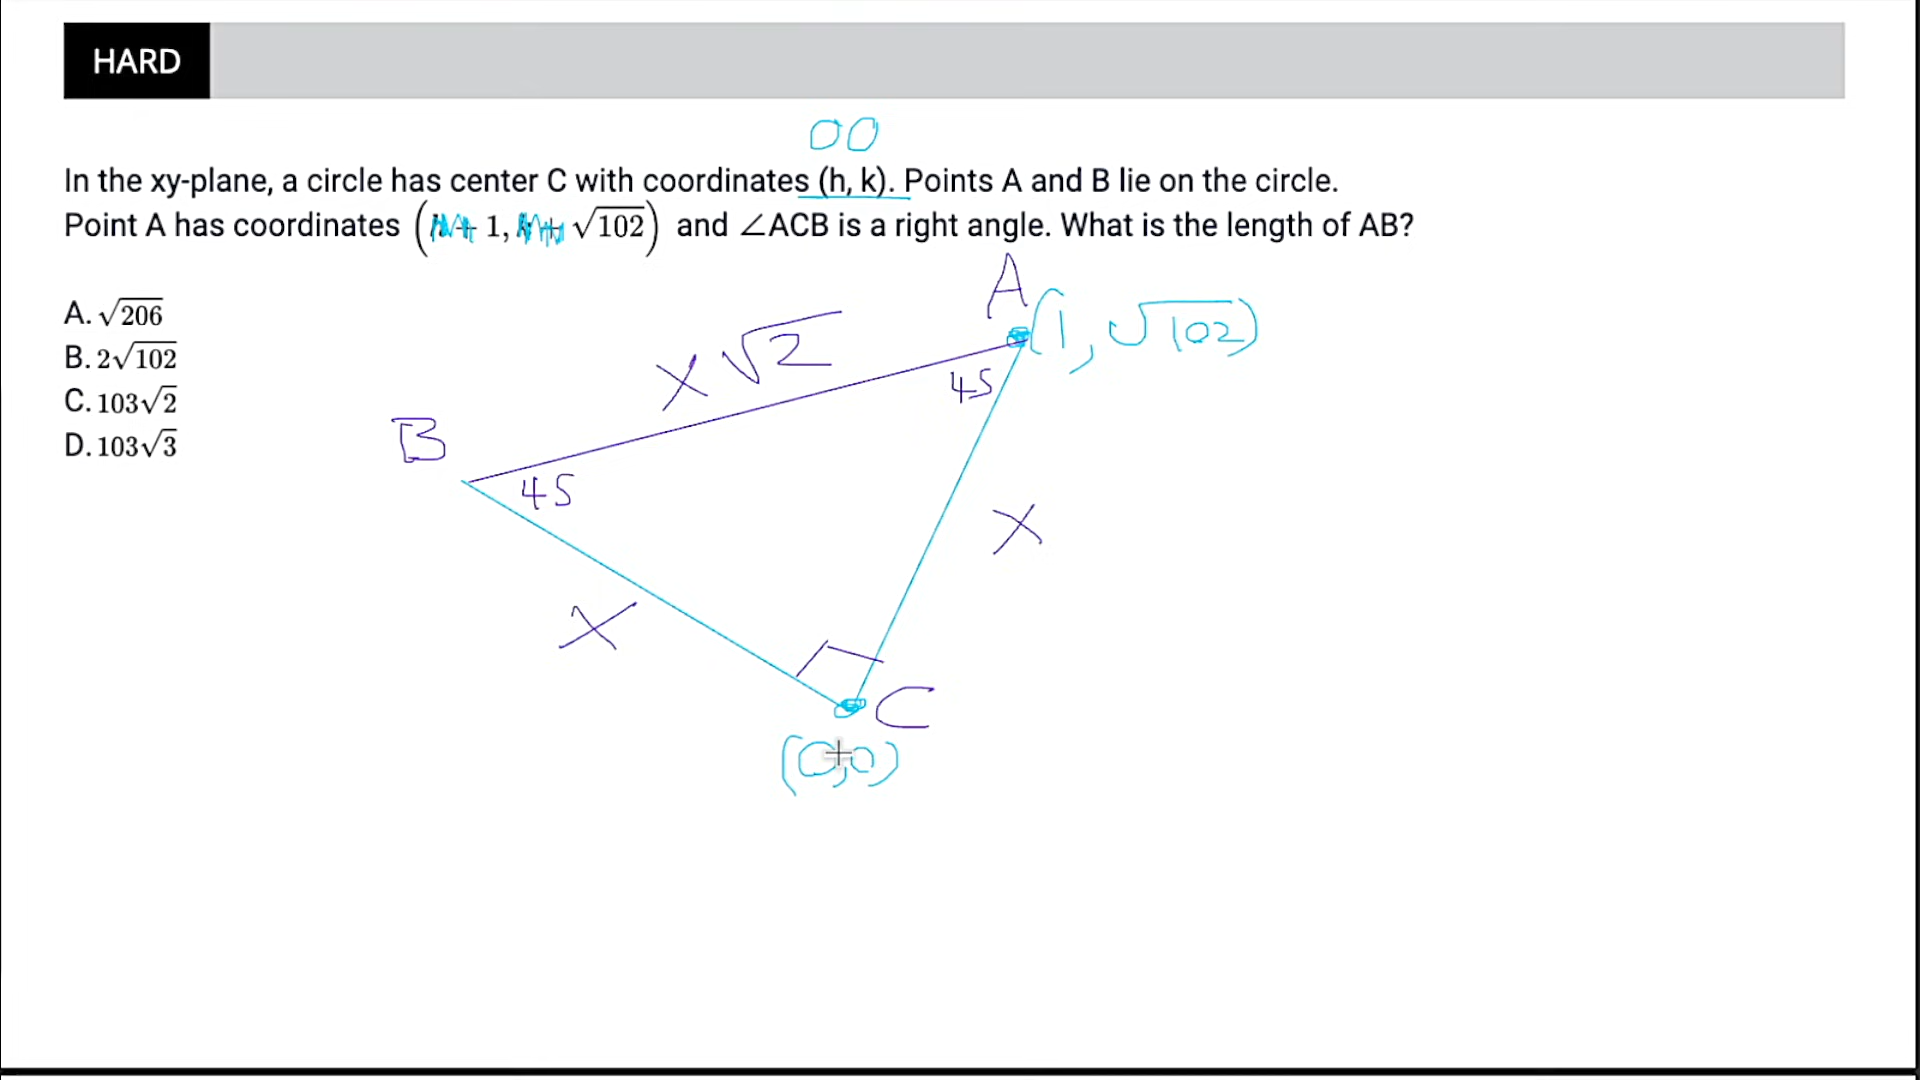 HARD
00
In the xy-plane, a circle has center C with coordinates (h, k). Points A and B lie on the circle.
Point A has coordinates ( + 1, + √102) and ∠ACB is a right angle. What is the length of AB?
A. √206
B. 2√102
C. 103√2
D. 103√3
A
(1, √102)
x √2
45
B
45
x
x
C
(0,0)